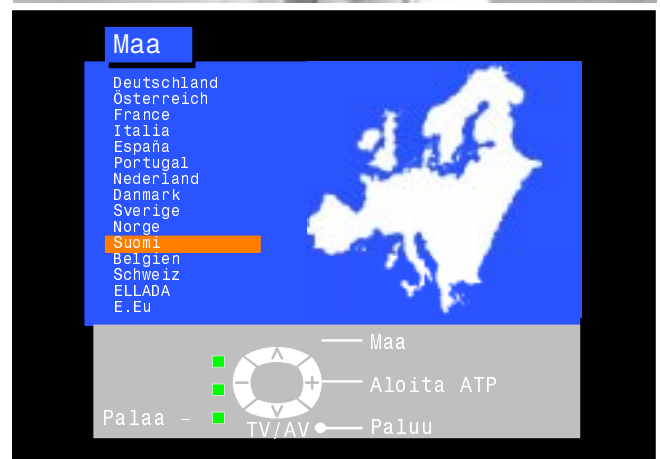 Maa
Deutschland
Österreich
France
Italia
España
Portugal
Nederland
Danmark
Sverige
Norge
Suomi
Belgien
Schweiz
ELLADA
E.Eu
Maa
Aloita ATP
Palaa -
TV/AV
Paluu